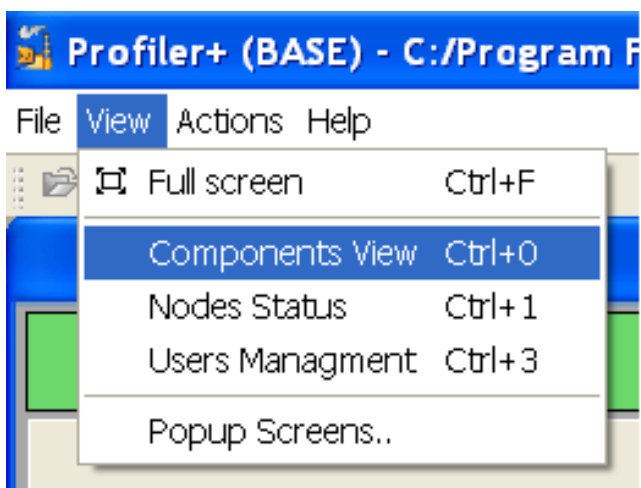 Profiler+ (BASE) - C:/Program F
File View Actions Help
Full screen Ctrl+F
Components View Ctrl+0
Nodes Status Ctrl+1
Users Managment Ctrl+3
Popup Screens..